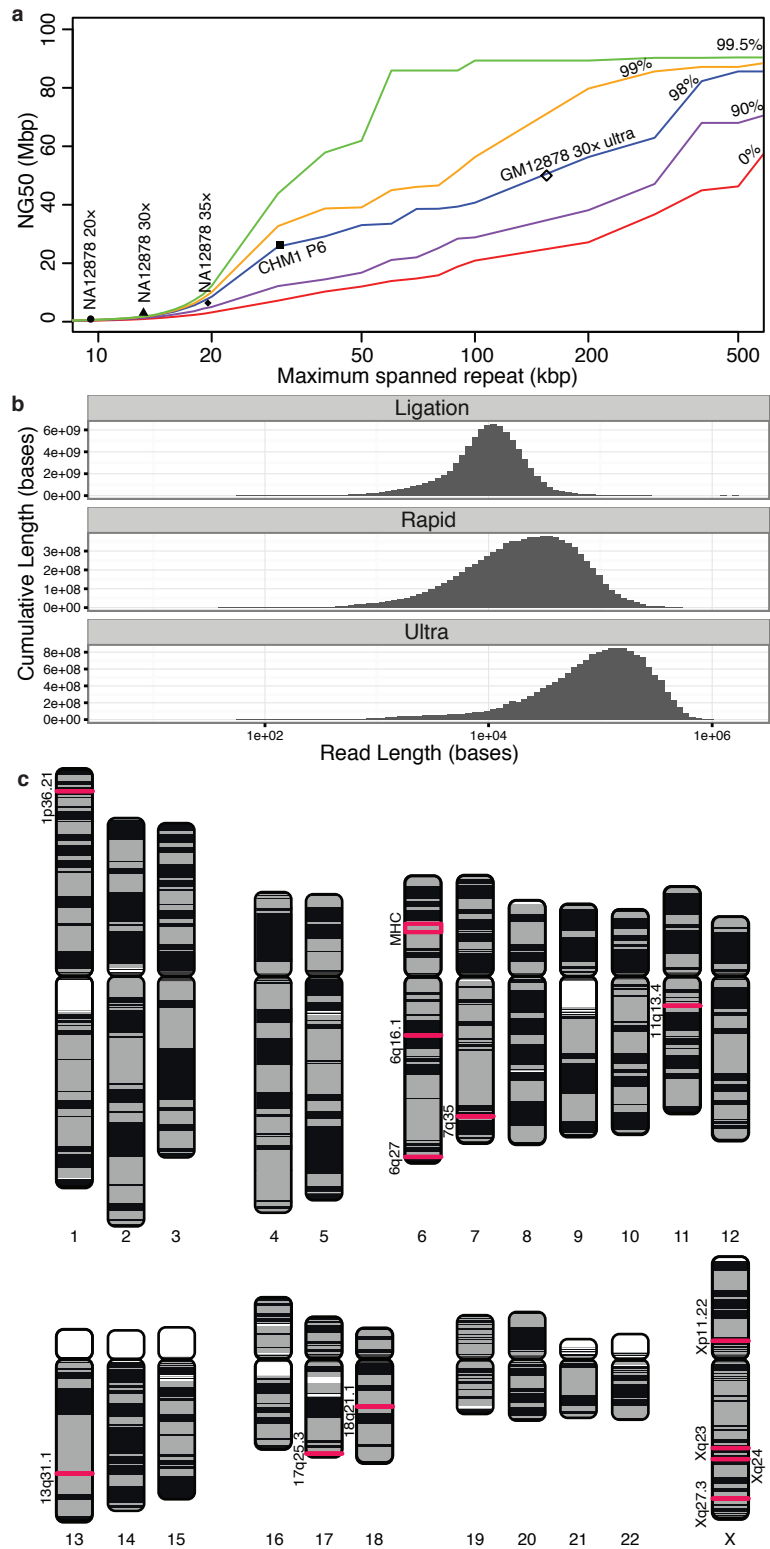 a
NG50 (Mbp)
100
80
60
40
20
0
NA12878 20×
NA12878 30×
NA12878 35×
CHM1 P6
GM12878 30× ultra
99.5%
99%
98%
90%
0%
10
20
50
100
200
500
Maximum spanned repeat (kbp)
b
Cumulative Length (bases)
Ligation
6e+09
4e+09
2e+09
0e+00
Rapid
3e+08
2e+08
1e+08
0e+00
Ultra
8e+08
6e+08
4e+08
2e+08
0e+00
1e+02
1e+04
1e+06
Read Length (bases)
c
1p36.21
MHC
6q16.1
6q27
7q35
11q13.4
1 2 3 4 5 6 7 8 9 10 11 12
13q31.1
17q25.3
18q21.1
Xp11.22
Xq23
Xq24
Xq27.3
13 14 15 16 17 18 19 20 21 22 X